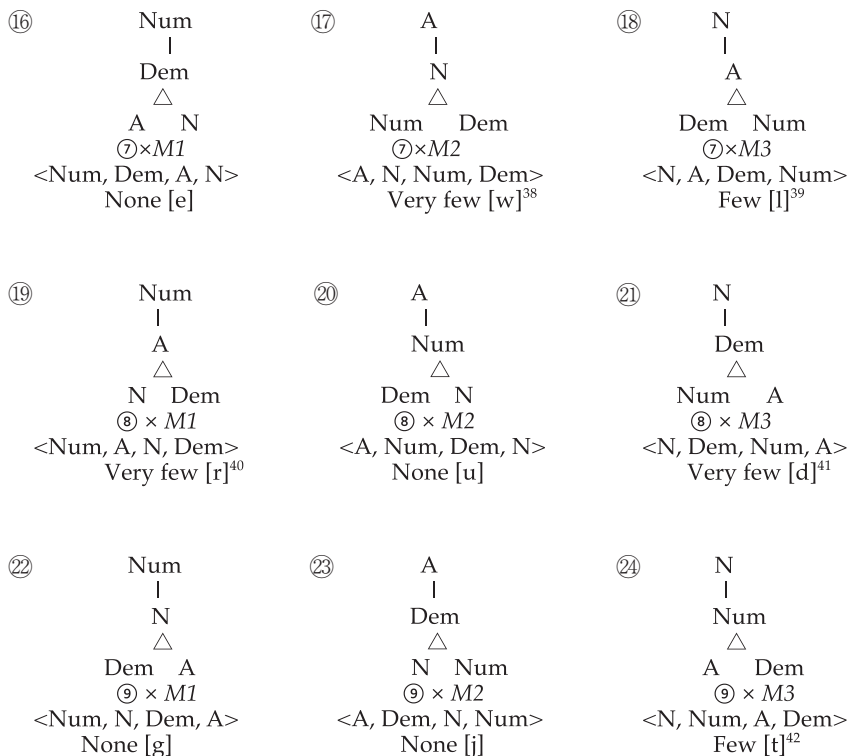 ⑯ Num ⑰ A ⑱ N
Dem N A
A N Num Dem Dem Num
⑦×M1 ⑦×M2 ⑦×M3
<Num, Dem, A, N> <A, N, Num, Dem> <N, A, Dem, Num>
None [e] Very few [w]³⁸ Few [l]³⁹
⑲ Num ⑳ A ㉑ N
A Num Dem
N Dem Dem N Num A
⑧ × M1 ⑧ × M2 ⑧ × M3
<Num, A, N, Dem> <A, Num, Dem, N> <N, Dem, Num, A>
Very few [r]⁴⁰ None [u] Very few [d]⁴¹
㉒ Num ㉓ A ㉔ N
N Dem Num
Dem A N Num A Dem
⑨ × M1 ⑨ × M2 ⑨ × M3
<Num, N, Dem, A> <A, Dem, N, Num> <N, Num, A, Dem>
None [g] None [j] Few [t]⁴²